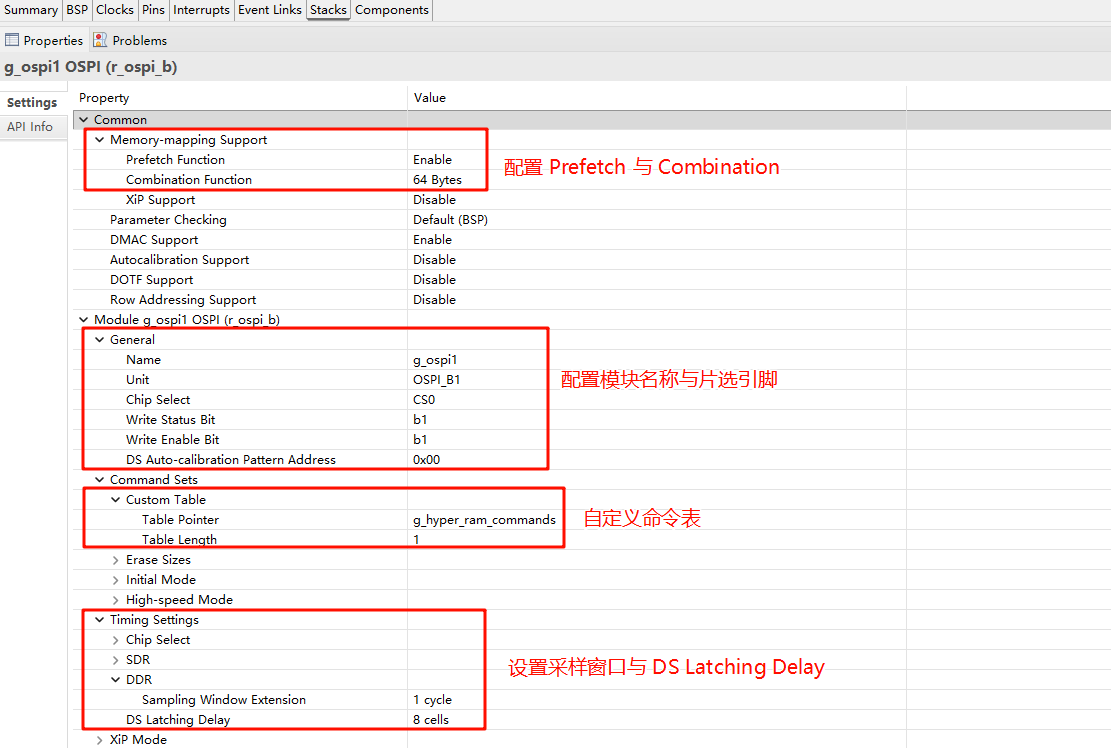 Summary BSP Clocks Pins Interrupts Event Links Stacks Components
Properties Problems
g_ospi1 OSPI (r_ospi_b)
Settings
API Info
Property Value
Common
Memory-mapping Support
Prefetch Function Enable
配置 Prefetch 与 Combination
Combination Function 64 Bytes
XiP Support Disable
Parameter Checking Default (BSP)
DMAC Support Enable
Autocalibration Support Disable
DOTF Support Disable
Row Addressing Support Disable
Module g_ospi1 OSPI (r_ospi_b)
General
Name g_ospi1
Unit OSPI_B1
配置模块名称与片选引脚
Chip Select CS0
Write Status Bit b1
Write Enable Bit b1
DS Auto-calibration Pattern Address 0x00
Command Sets
Custom Table
Table Pointer g_hyper_ram_commands
自定义命令表
Table Length 1
Erase Sizes
Initial Mode
High-speed Mode
Timing Settings
Chip Select
SDR
设置采样窗口与 DS Latching Delay
DDR
Sampling Window Extension 1 cycle
DS Latching Delay 8 cells
XiP Mode